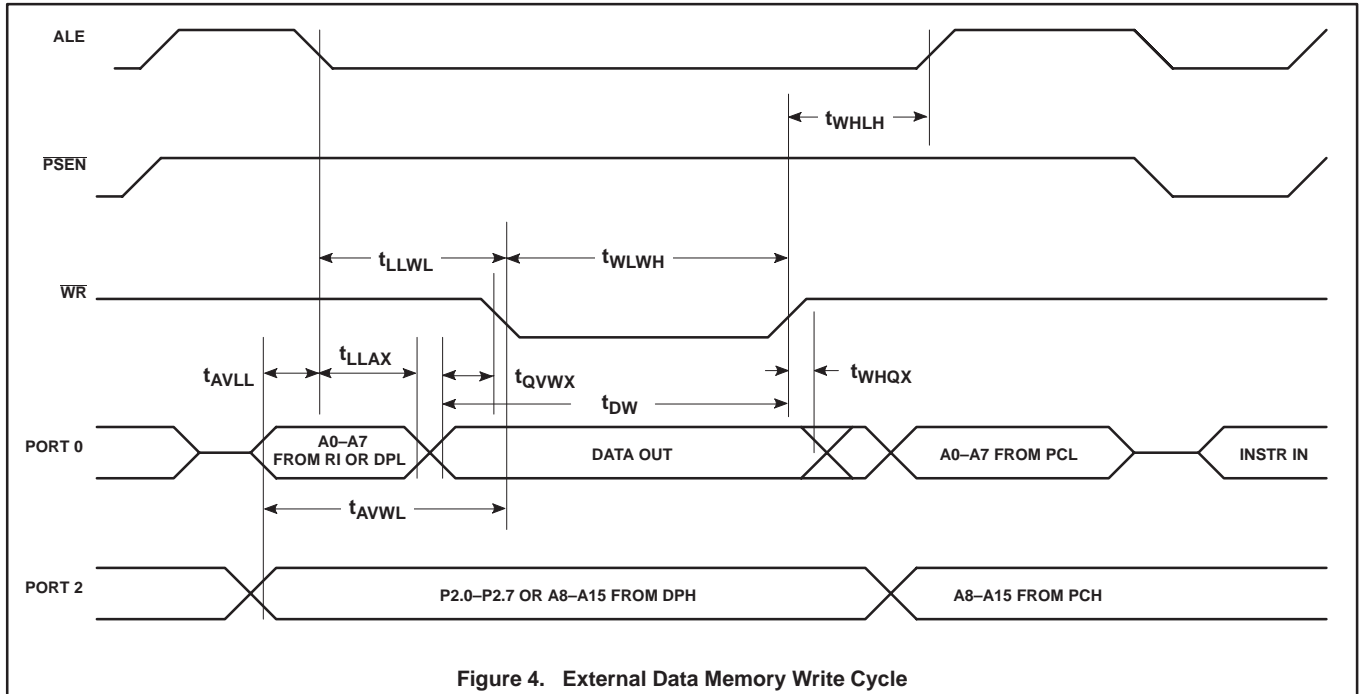 ALE
tWHLH
PSEN
tLLWL
tWLWH
WR
tLLAX
tAVLL
tQVWX
tWHQX
tDW
PORT 0
A0–A7
FROM RI OR DPL
DATA OUT
A0–A7 FROM PCL
INSTR IN
tAVWL
PORT 2
P2.0–P2.7 OR A8–A15 FROM DPH
A8–A15 FROM PCH
Figure 4. External Data Memory Write Cycle